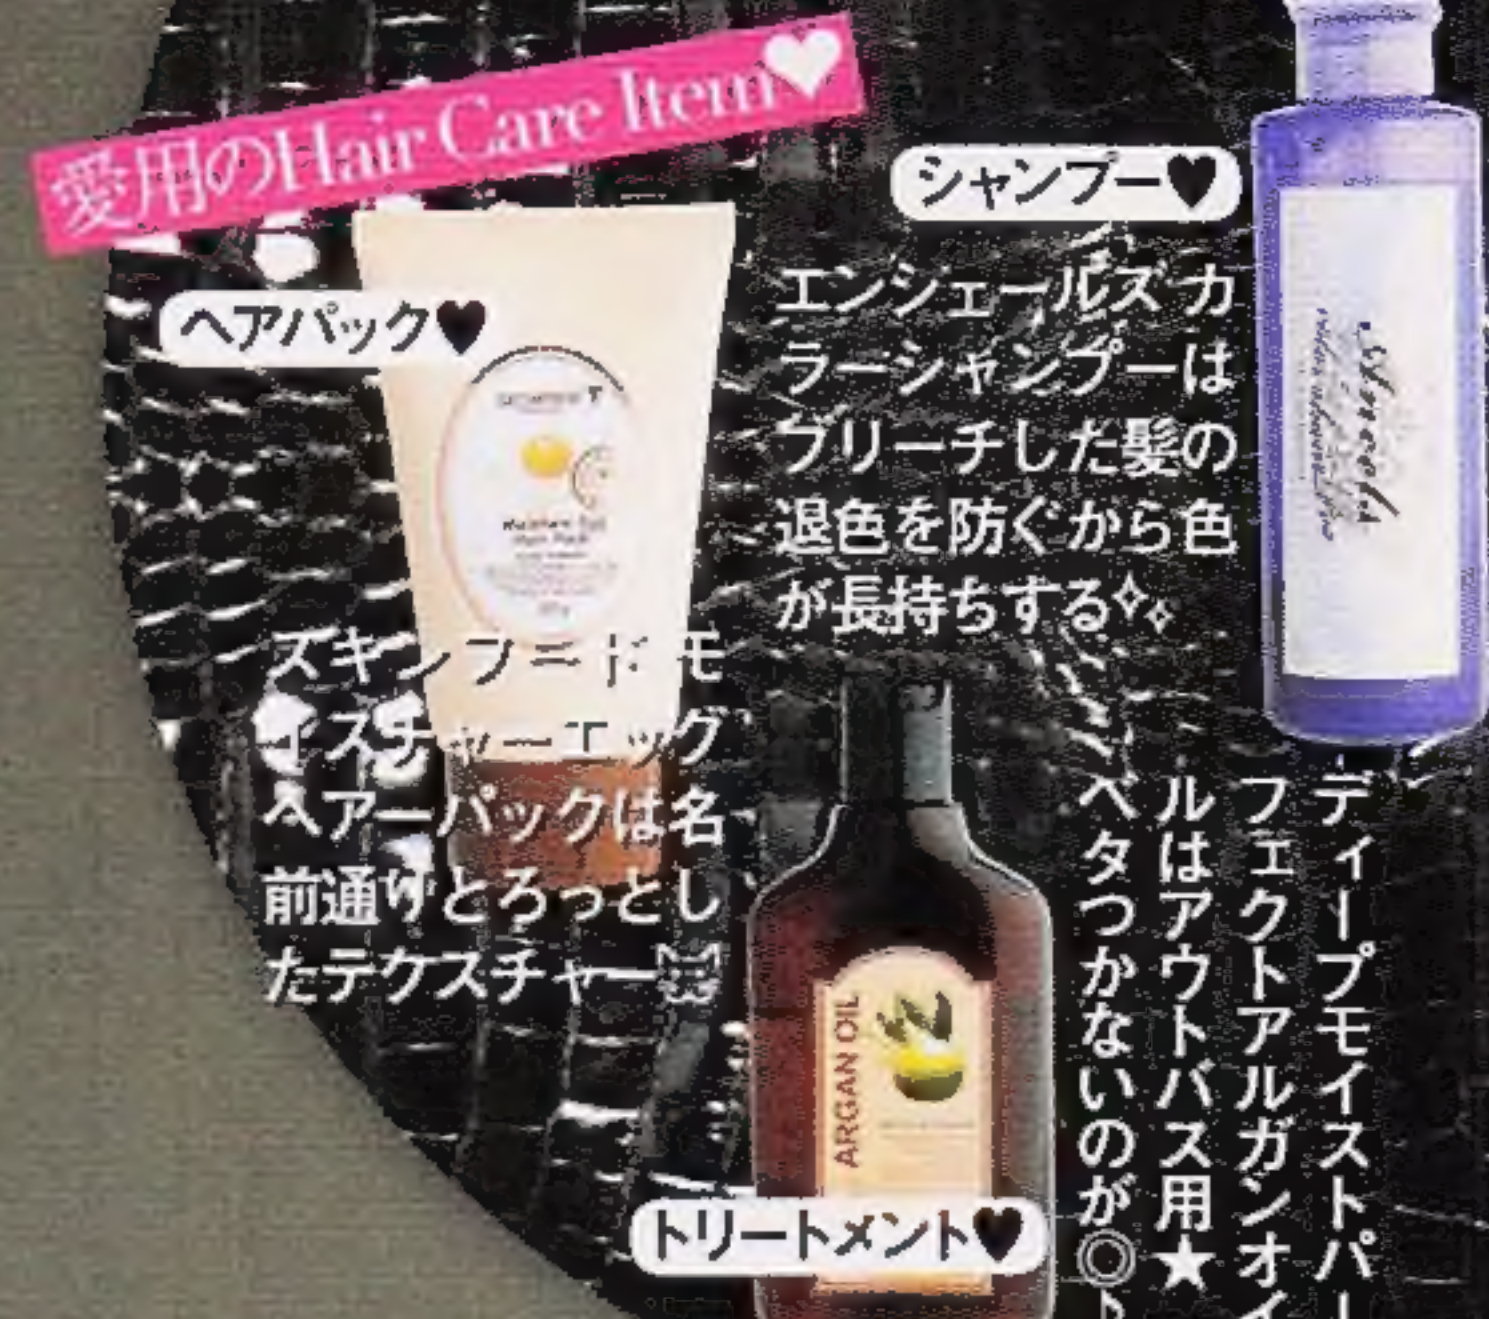 愛用のHair Care Item♥
ヘアパック♥
スキンフード モ
イスチャーエッグ
ヘアーパックは名
前通りとろっとし
たテクスチャー
シャンプー♥
エンシェールズ カ
ラーシャンプーは
ブリーチした髪の
退色を防ぐから色
が長持ちする✧✧
ディープモイストパー
フェクトアルガンオイ
ルはアウトバス用★
ベタつかないのが◎♪
ARGAN OIL
トリートメント♥